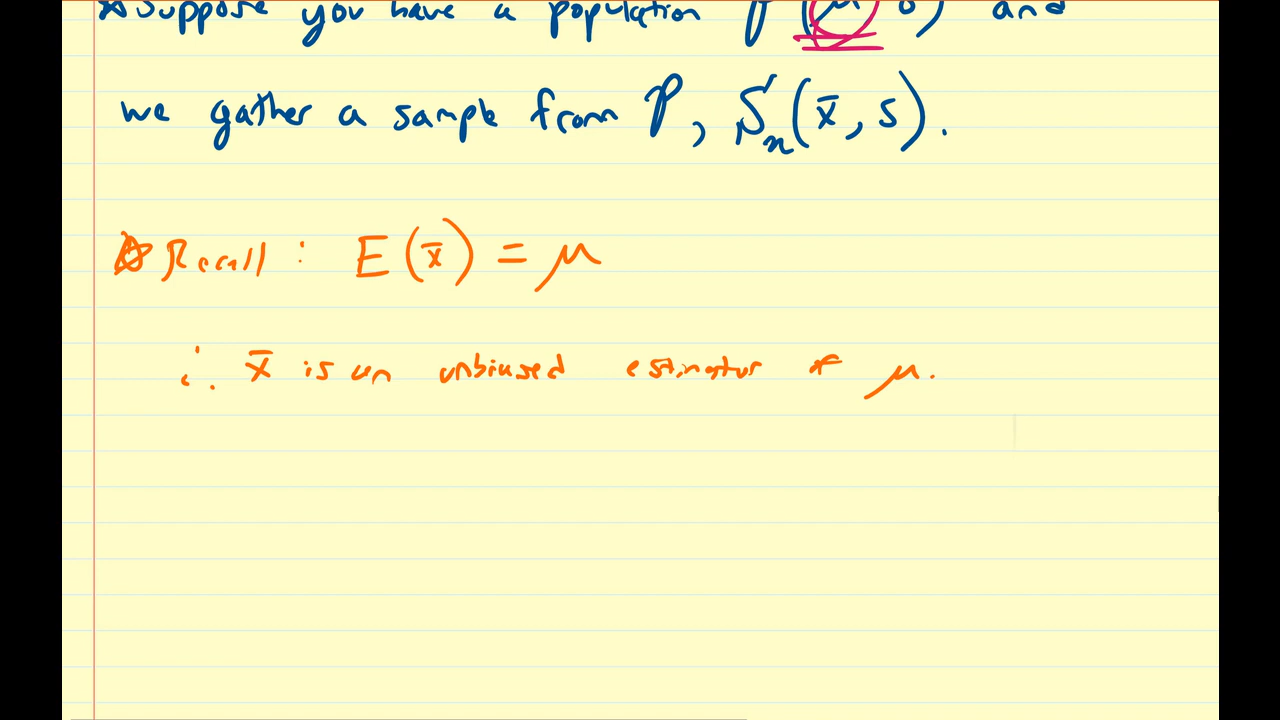 Suppose you have a population P(μ, σ) and
we gather a sample from P, Sₙ(x̄, s).
Recall: E(x̄) = μ
∴ x̄ is an unbiased estimator of μ.